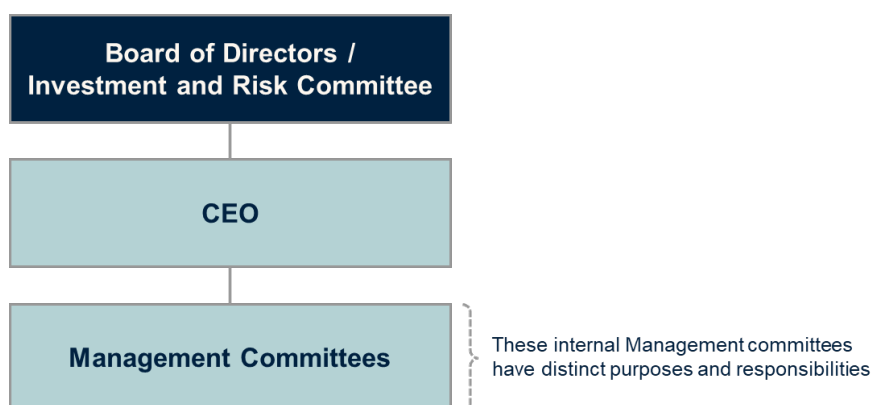 Board of Directors /
Investment and Risk Committee
CEO
Management Committees
These internal Management committees
have distinct purposes and responsibilities